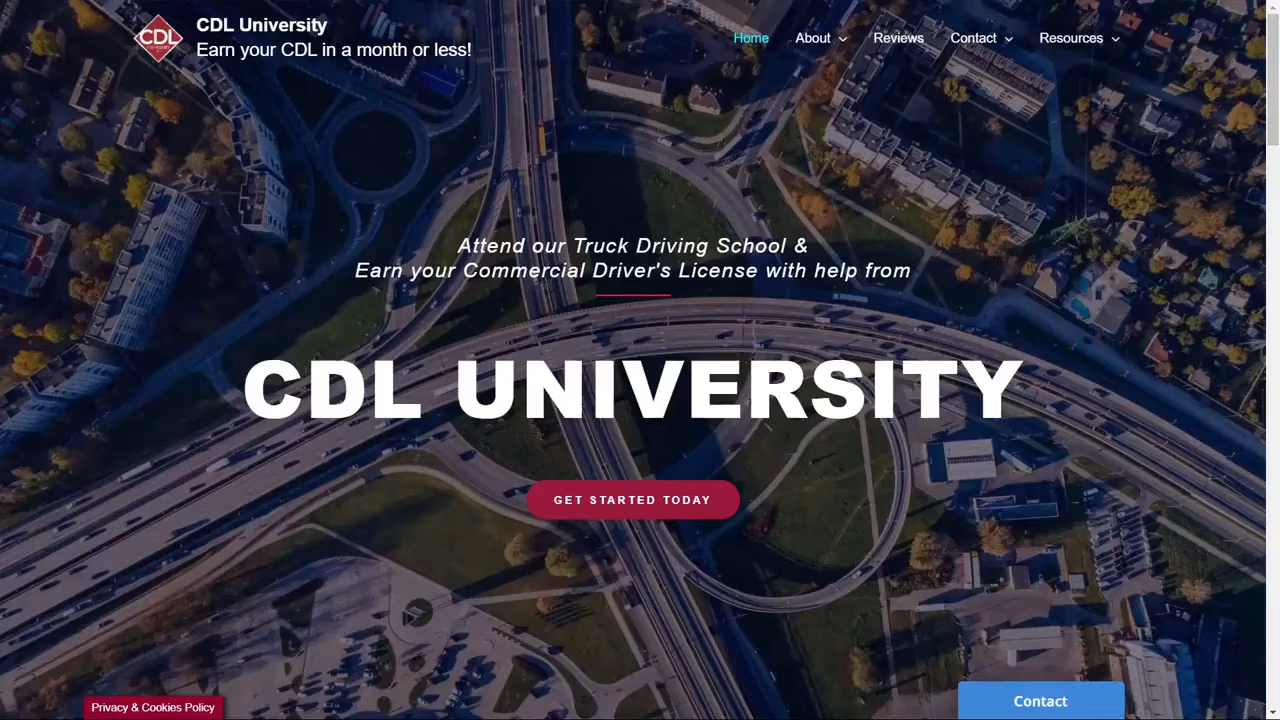 CDL
CDL University
Earn your CDL in a month or less!
Home About Reviews Contact Resources
Attend our Truck Driving School &
Earn your Commercial Driver's License with help from
CDL UNIVERSITY
GET STARTED TODAY
Privacy & Cookies Policy
Contact